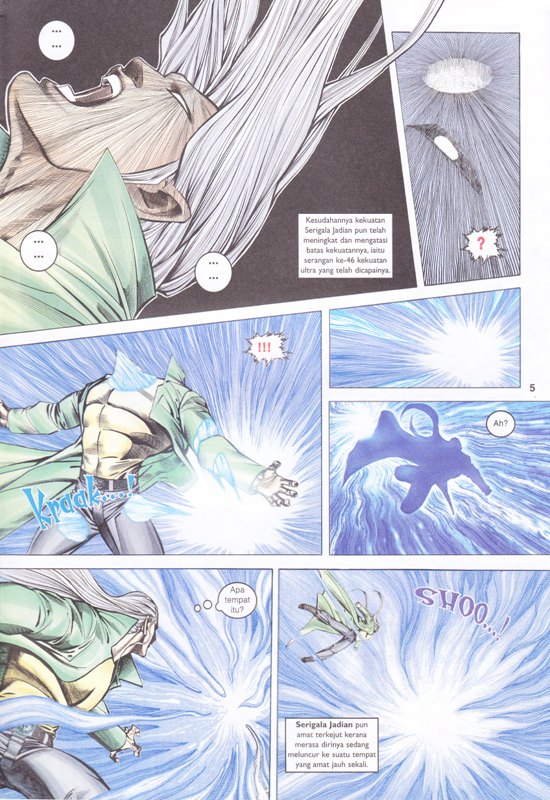 ...
...
...
...
...
...
Kesudahannya kekuatan
Serigala Jadian pun telah
meningkat dan mengatasi
batas kekuatannya, iaitu
serangan ke-46 kekuatan
ultra yang telah dicapainya.
?
!!!
5
Ah?
Kraak....!
Apa
tempat
itu?
SHOO....
Serigala Jadian pun
amat terkejut kerana
merasa dirinya sedang
meluncur ke suatu tempat
yang amat jauh sekali.